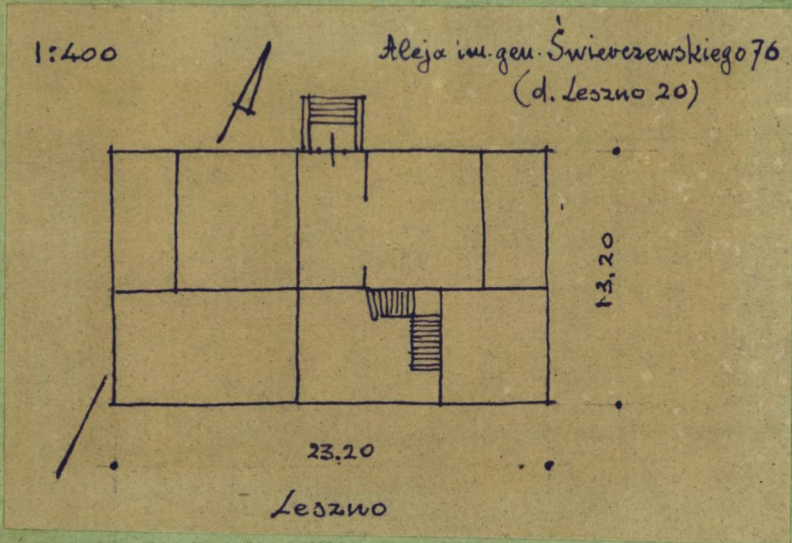 1:400
Aleja im. gen. Świerczewskiego 76
(d. Leszno 20)
13,20
23.20
Leszno